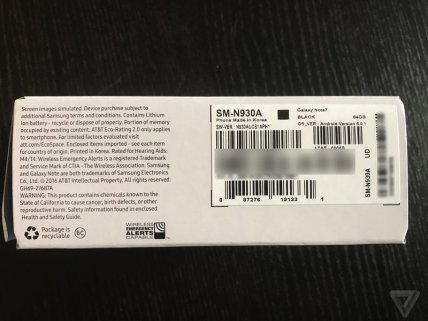 Screen images simulated. Device purchase subject to
additional Samsung terms and conditions. Contains Lithium
Ion battery - recycle or dispose of properly. Portion of memory
occupied by existing content. AT&T Eco-Rating 2.0 only applies
to smartphone. For factors evaluated visit
att.com/EcoSpace. Enclosed items imported - see each item
for country of origin. Printed in Korea. Rated for Hearing Aids:
M4/T4. Wireless Emergency Alerts is a registered Trademark
and Service Mark of CTIA - The Wireless Association. Samsung
and Galaxy Note are both trademarks of Samsung Electronics
Co., Ltd. © 2016 AT&T Intellectual Property. All rights reserved.
GH69-27687A
WARNING: This product contains chemicals known to the
State of California to cause cancer, birth defects, or other
reproductive harm. Safety information found in enclosed
Health and Safety Guide.
Package is
recyclable
BC
WIRELESS
EMERGENCY
ALERTS
CAPABLE
SM-N930A
Phone Made in Korea
Galaxy Note7
BLACK 64GB
OS_VER : Android Version 6.0.1
0 87276 19133 1
SM-N930A
UD